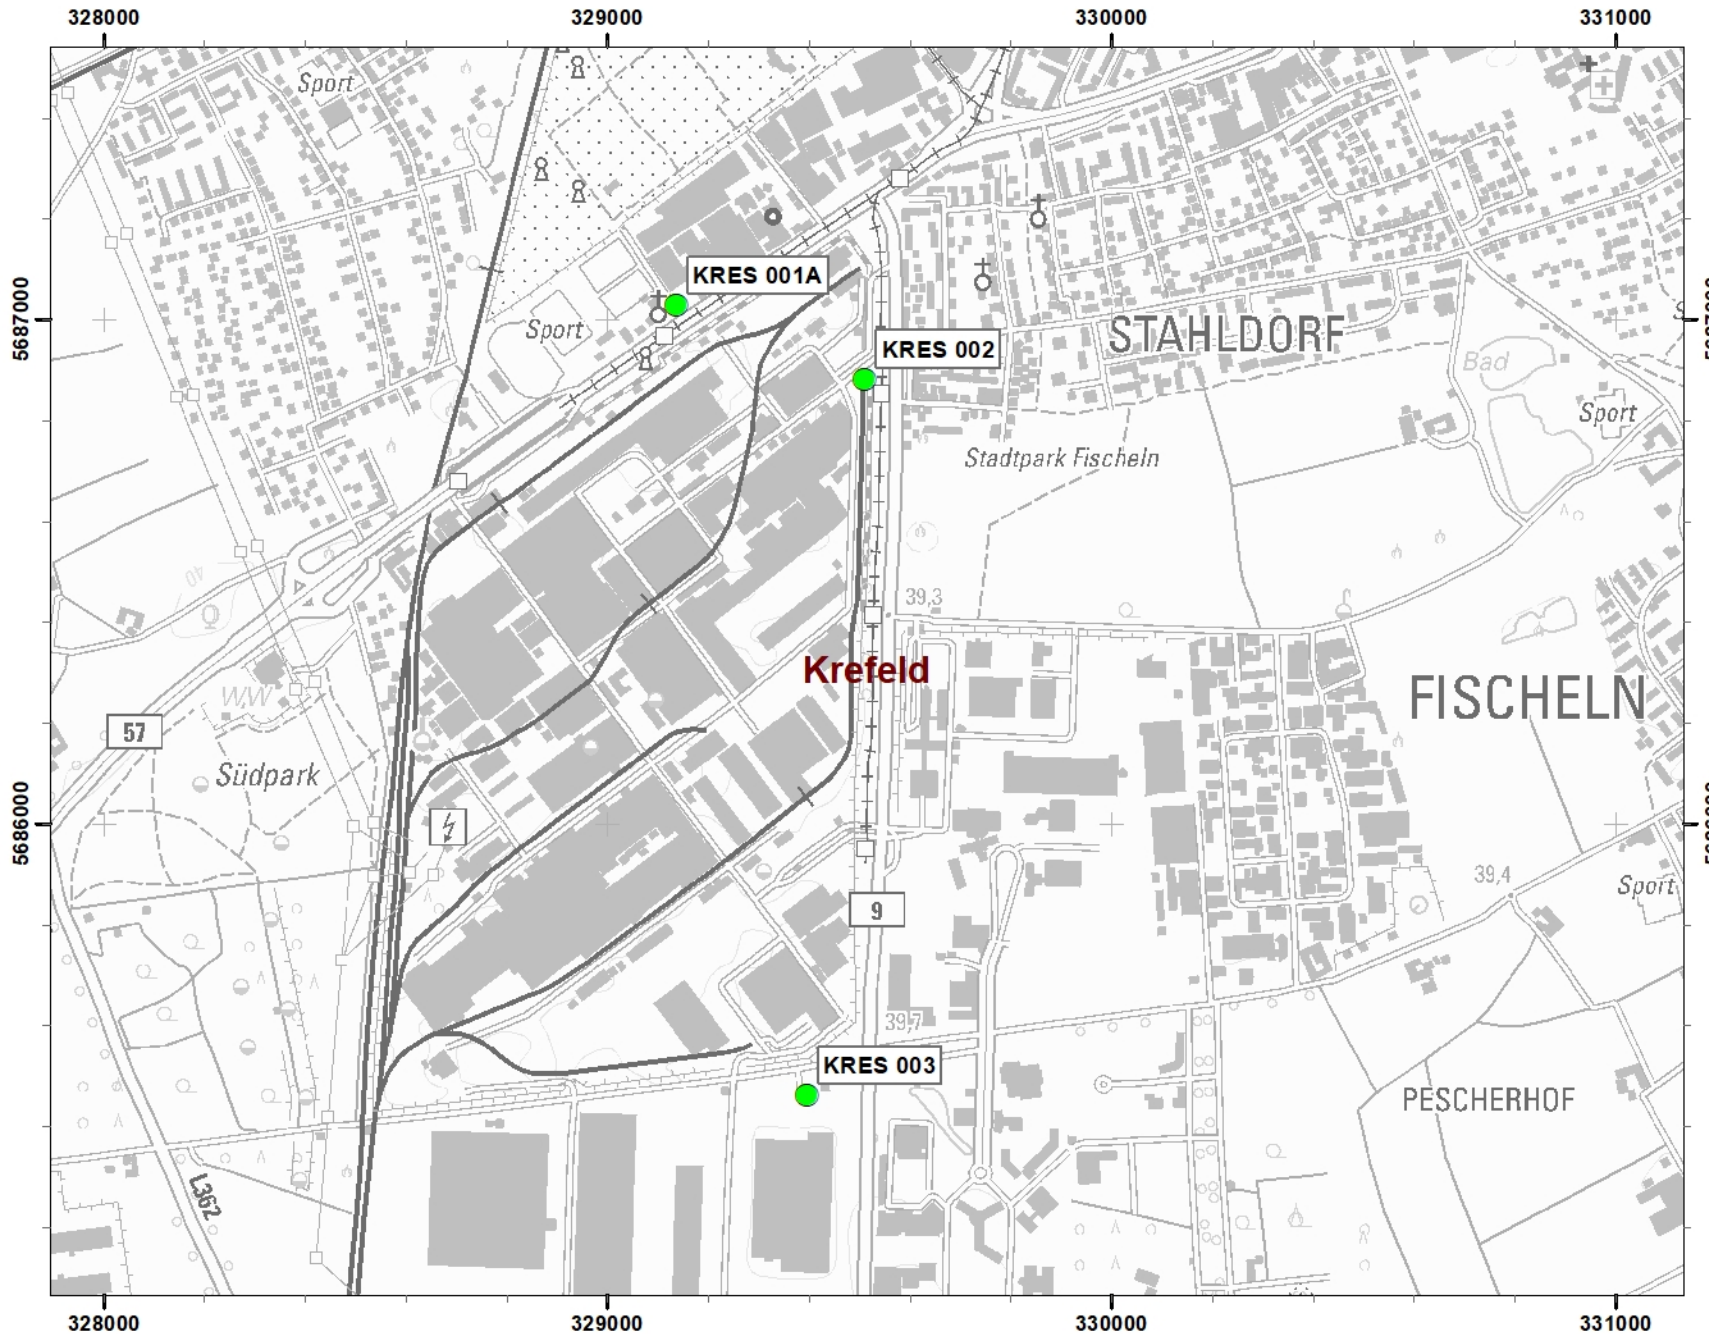 328000
329000
330000
331000
Sport
KRES 001A
5687000
Sport
KRES 002
STAHLDORF
Bad
Sport
Stadtpark Fischeln
40
39,3
Krefeld
W,W
FISCHELN
57
Südpark
5686000
39,4
Sport
9
39,7
KRES 003
PESCHERHOF
L362
328000
329000
330000
331000